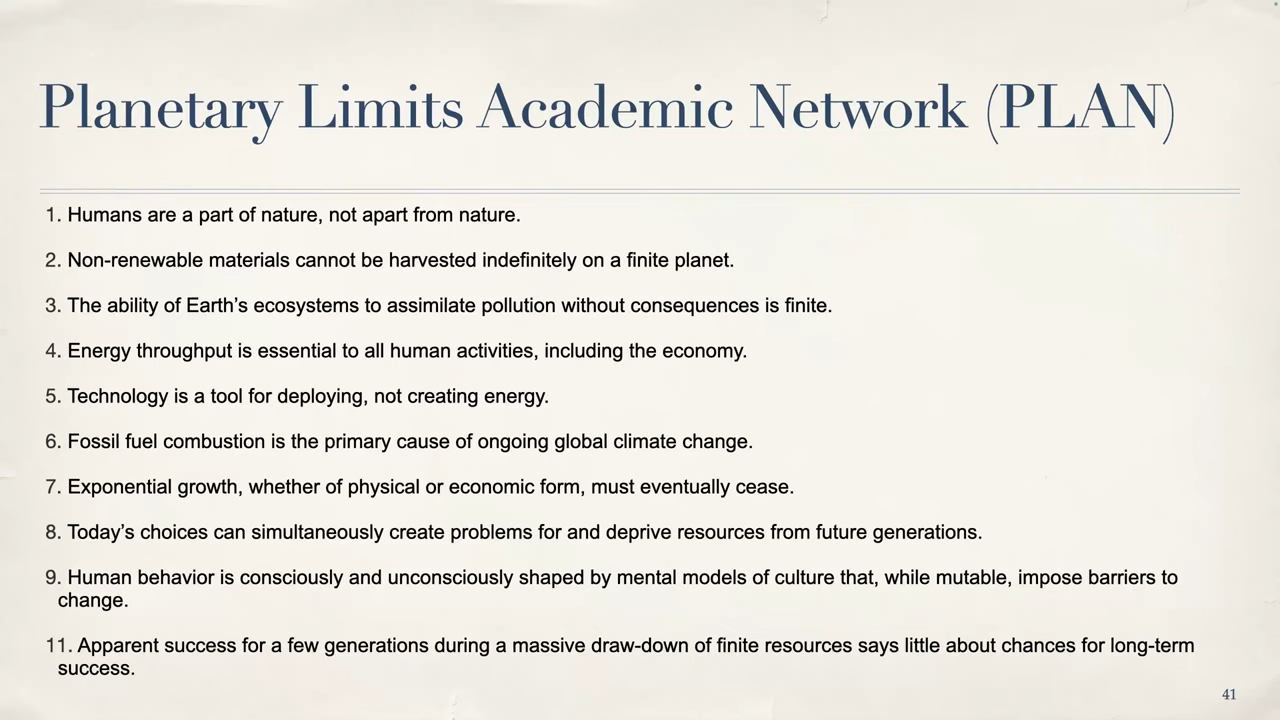 Planetary Limits Academic Network (PLAN)
1. Humans are a part of nature, not apart from nature.
2. Non-renewable materials cannot be harvested indefinitely on a finite planet.
3. The ability of Earth’s ecosystems to assimilate pollution without consequences is finite.
4. Energy throughput is essential to all human activities, including the economy.
5. Technology is a tool for deploying, not creating energy.
6. Fossil fuel combustion is the primary cause of ongoing global climate change.
7. Exponential growth, whether of physical or economic form, must eventually cease.
8. Today’s choices can simultaneously create problems for and deprive resources from future generations.
9. Human behavior is consciously and unconsciously shaped by mental models of culture that, while mutable, impose barriers to
change.
11. Apparent success for a few generations during a massive draw-down of finite resources says little about chances for long-term
success.
41